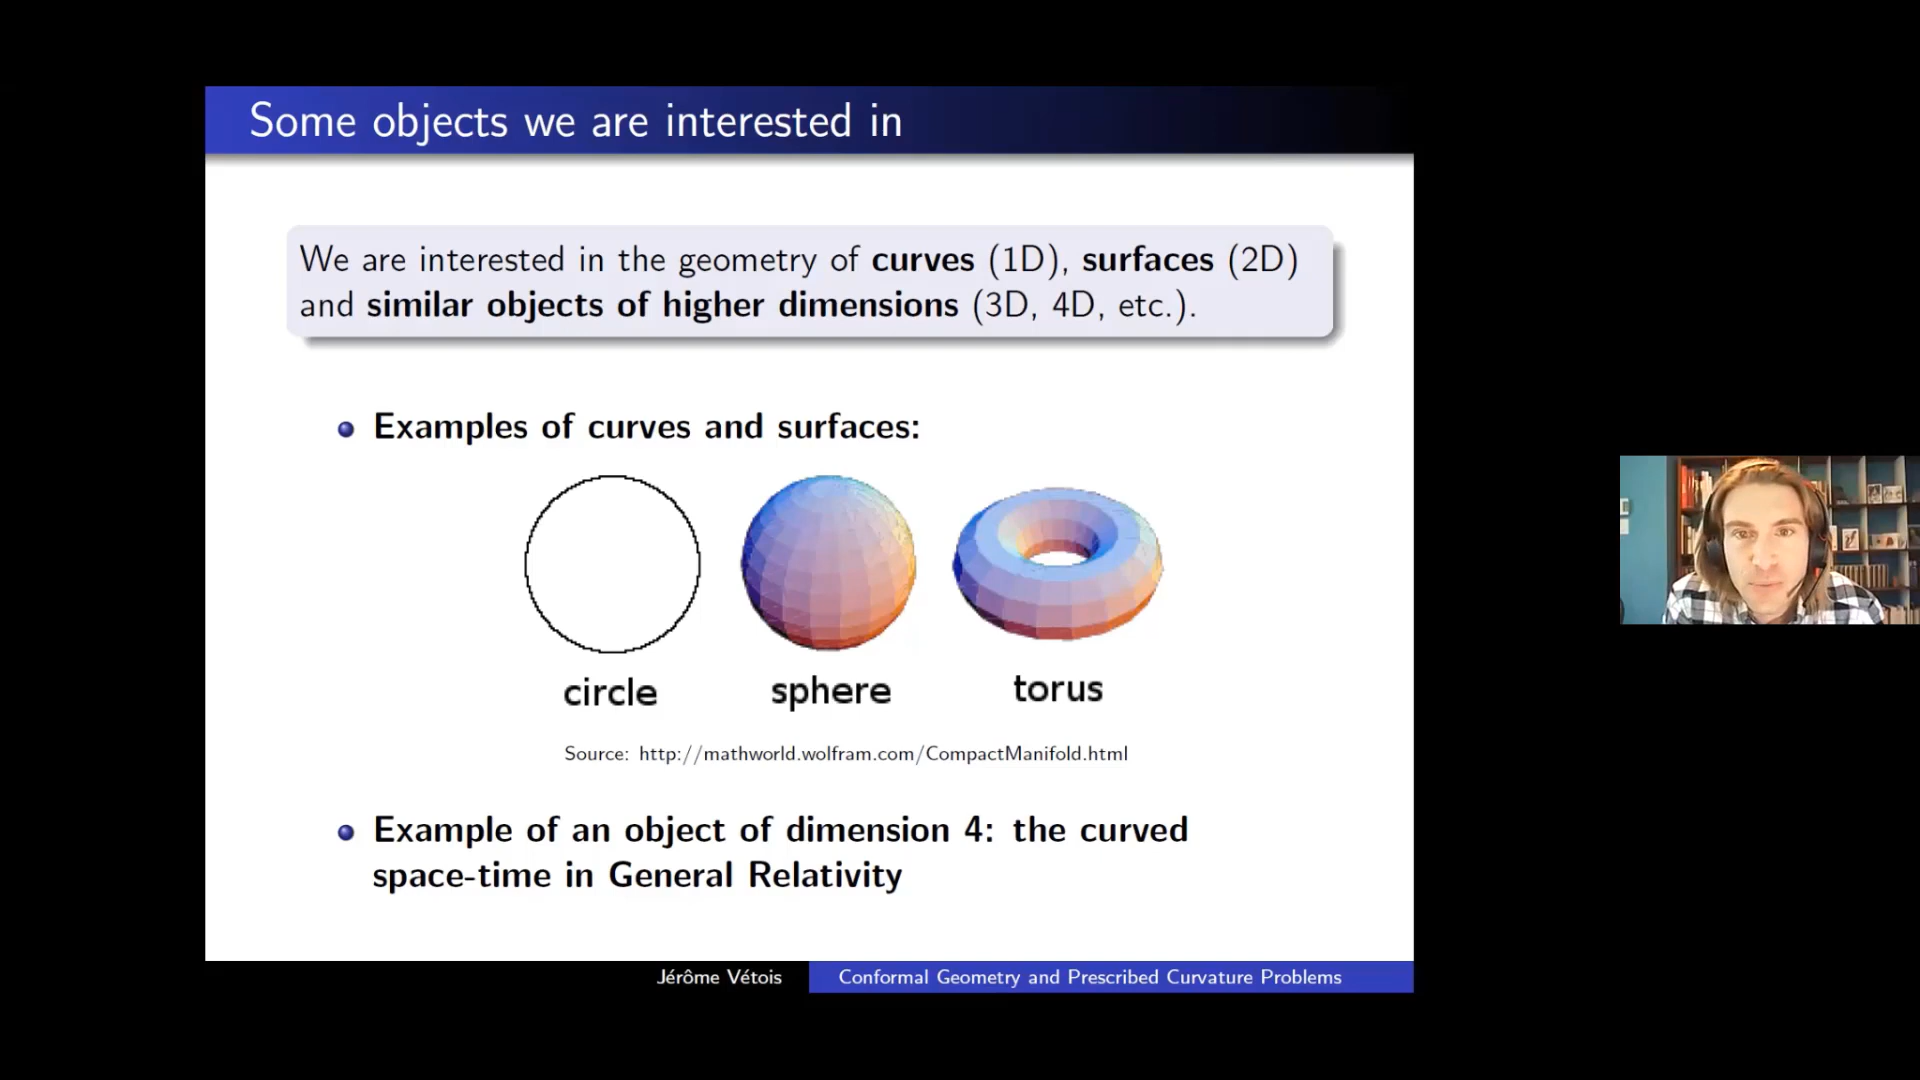 Some objects we are interested in
We are interested in the geometry of curves (1D), surfaces (2D)
and similar objects of higher dimensions (3D, 4D, etc.).
Examples of curves and surfaces:
circle sphere torus
Source: http://mathworld.wolfram.com/CompactManifold.html
Example of an object of dimension 4: the curved
space-time in General Relativity
Jérôme Vétois Conformal Geometry and Prescribed Curvature Problems